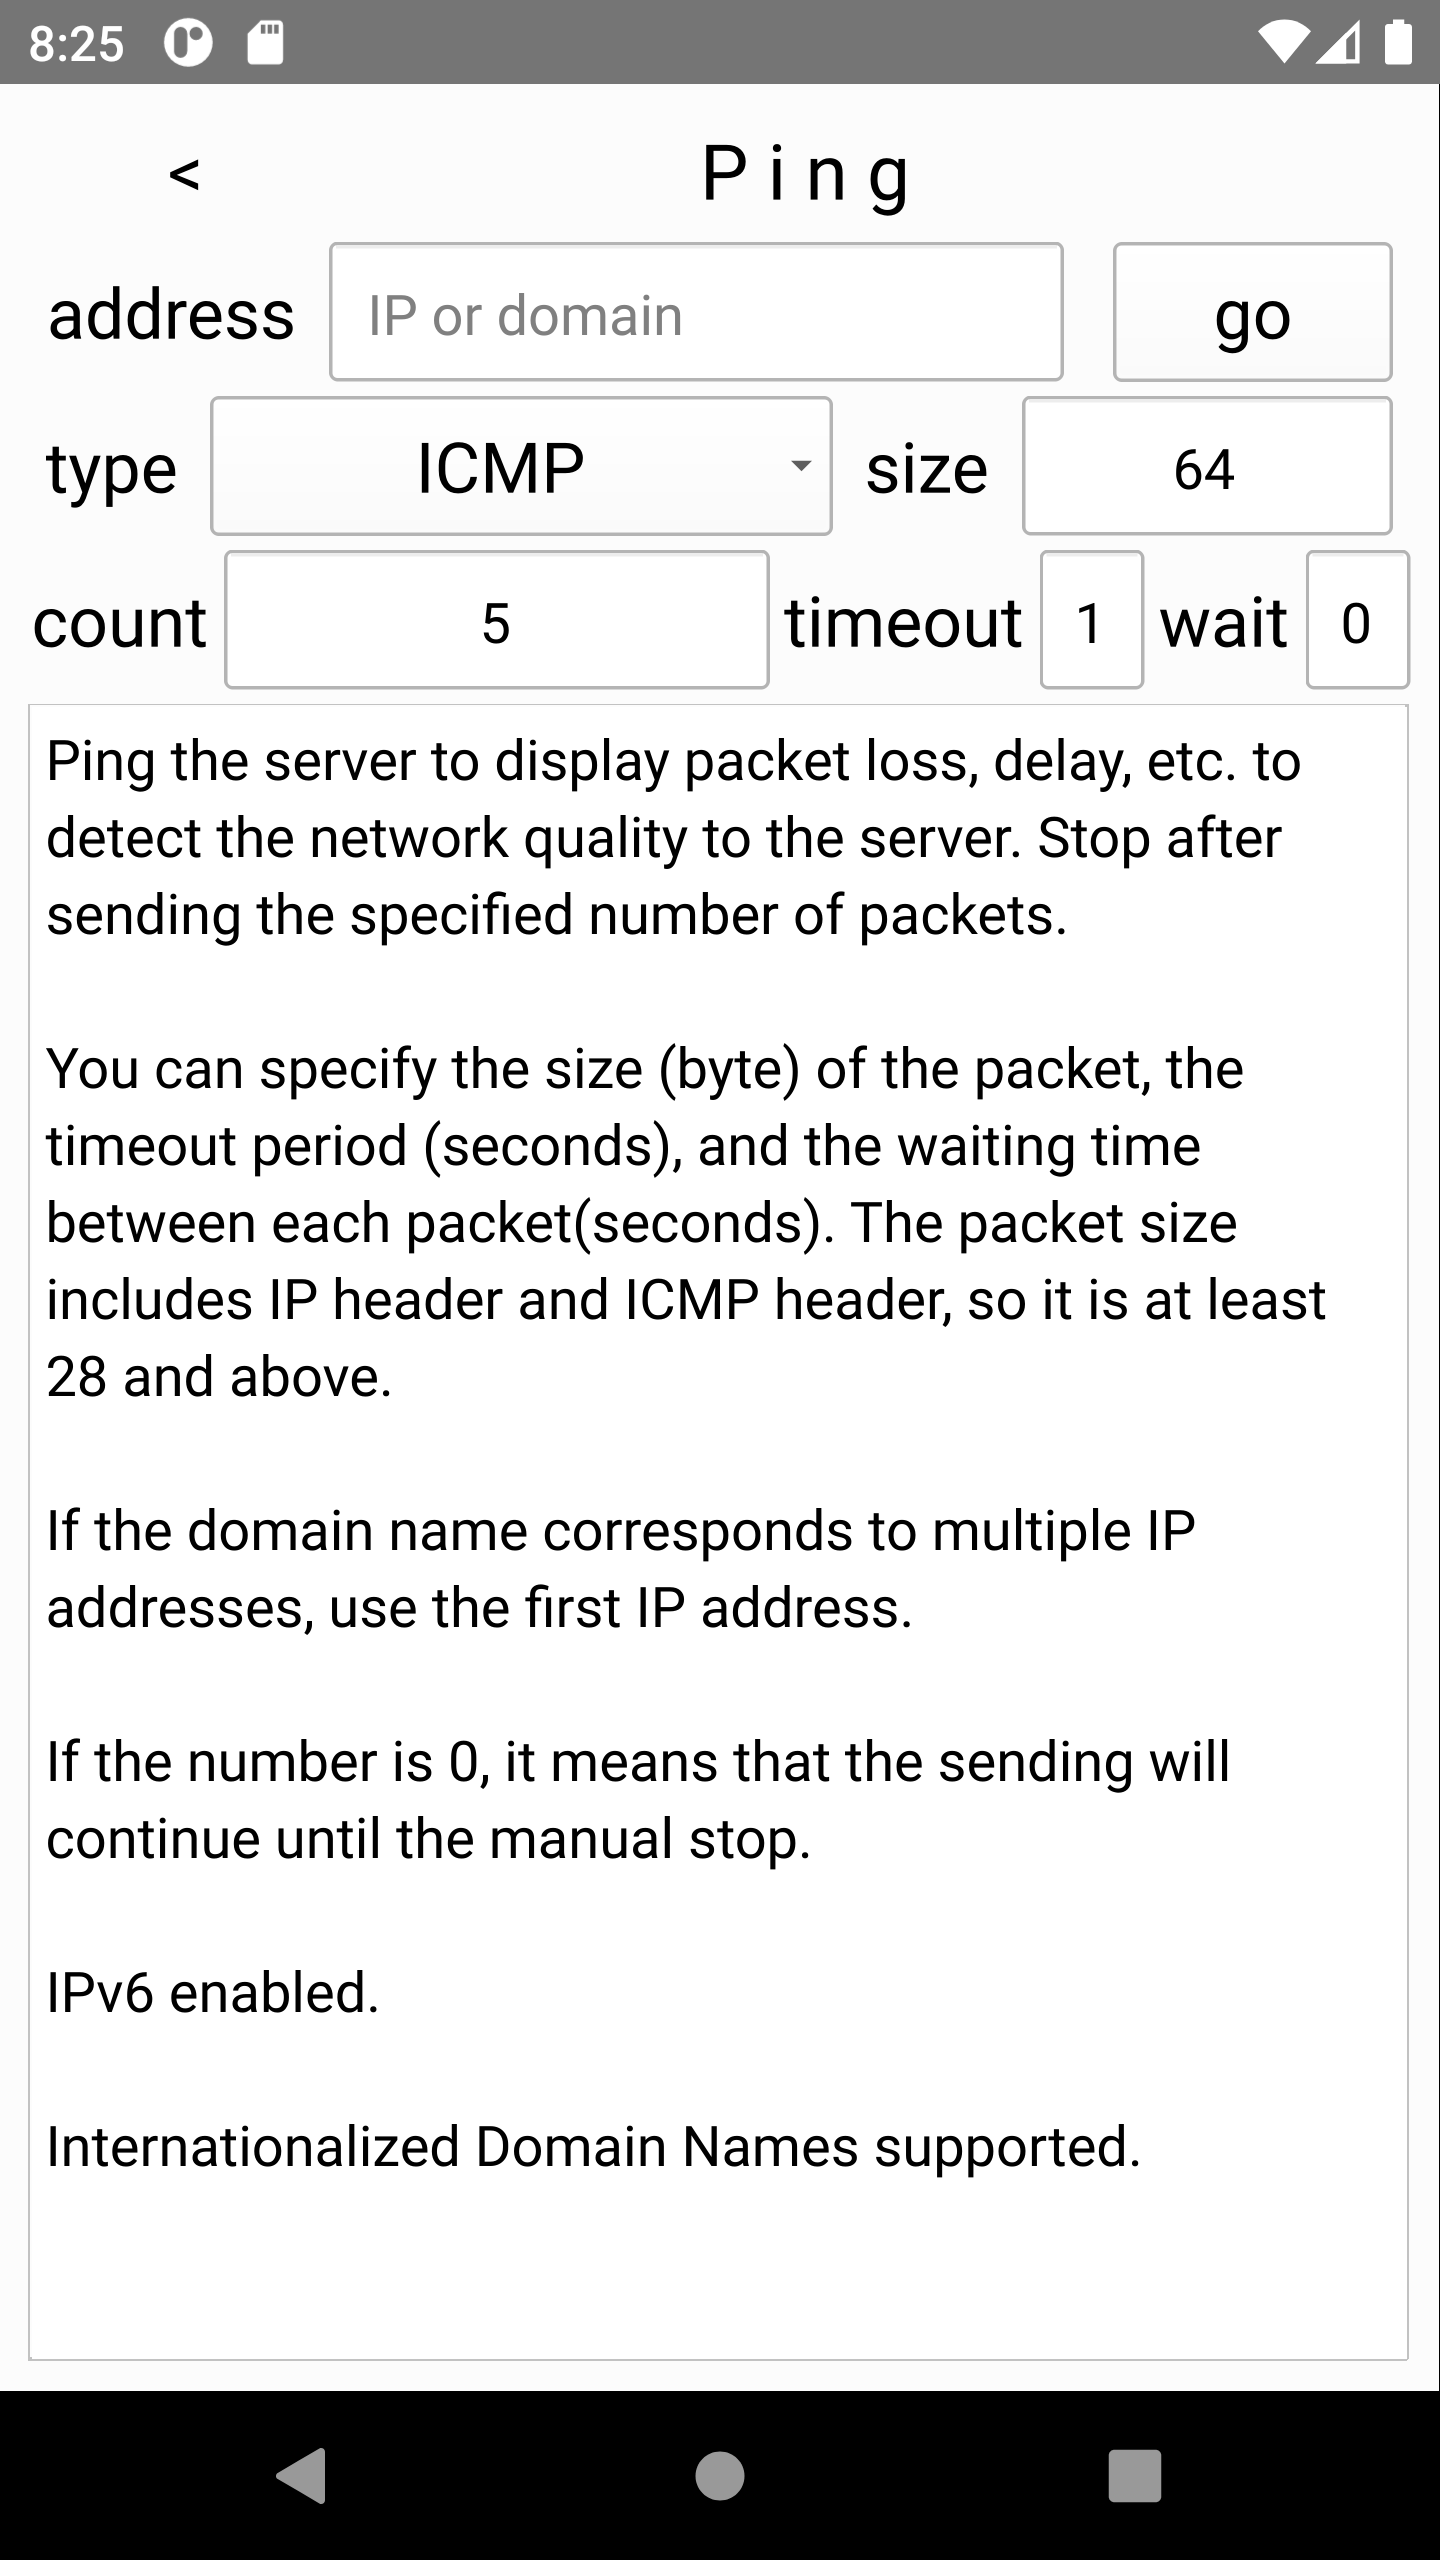 8:25
<
Ping
address IP or domain go
type ICMP size 64
count 5 timeout 1 wait 0
Ping the server to display packet loss, delay, etc. to
detect the network quality to the server. Stop after
sending the specified number of packets.
You can specify the size (byte) of the packet, the
timeout period (seconds), and the waiting time
between each packet(seconds). The packet size
includes IP header and ICMP header, so it is at least
28 and above.
If the domain name corresponds to multiple IP
addresses, use the first IP address.
If the number is 0, it means that the sending will
continue until the manual stop.
IPv6 enabled.
Internationalized Domain Names supported.